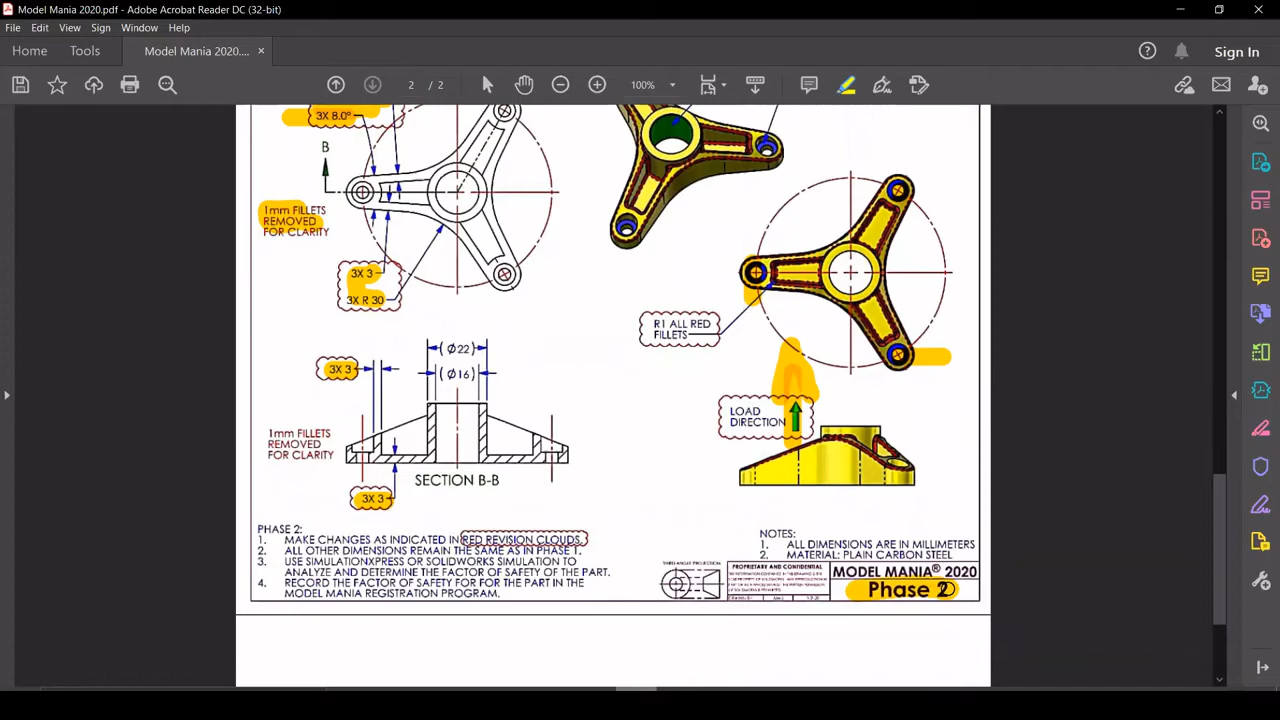 Model Mania 2020.pdf - Adobe Acrobat Reader DC (32-bit)
File Edit View Sign Window Help
Home Tools Model Mania 2020.... × Sign In
2 / 2 100%
3X 8.0°
B
1mm FILLETS
REMOVED
FOR CLARITY
3X 3
3X R 30
R1 ALL RED
FILLETS
( Ø22)
3X 3
( Ø16)
LOAD
DIRECTION
1mm FILLETS
REMOVED
FOR CLARITY
SECTION B-B
3X 3
PHASE 2:
1. MAKE CHANGES AS INDICATED IN RED REVISION CLOUDS.
2. ALL OTHER DIMENSIONS REMAIN THE SAME AS IN PHASE 1.
3. USE SIMULATIONXPRESS OR SOLIDWORKS SIMULATION TO
ANALYZE AND DETERMINE THE FACTOR OF SAFETY OF THE PART.
4. RECORD THE FACTOR OF SAFETY FOR FOR THE PART IN THE
MODEL MANIA REGISTRATION PROGRAM.
NOTES:
1. ALL DIMENSIONS ARE IN MILLIMETERS
2. MATERIAL: PLAIN CARBON STEEL
THIRD ANGLE PROJECTION
PROPRIETARY AND CONFIDENTIAL
MODEL MANIA® 2020
Phase 2